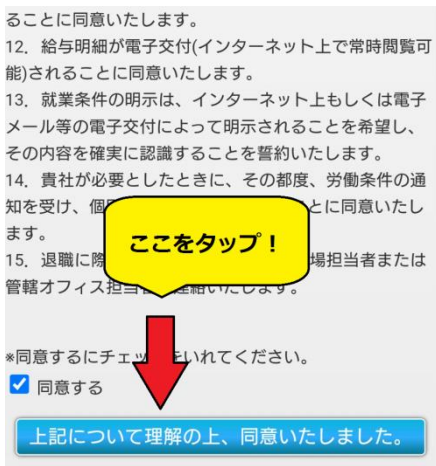 ることに同意いたします。
12．給与明細が電子交付(インターネット上で常時閲覧可
能)されることに同意いたします。
13．就業条件の明示は、インターネット上もしくは電子
メール等の電子交付によって明示されることを希望し、
その内容を確実に認識することを誓約いたします。
14．貴社が必要としたときに、その都度、労働条件の通
知を受け、個 とに同意いたし
ます。
ここをタップ！
15．退職に際 場担当者または
管轄オフィス担当 連絡いたします。
※同意するにチェッ をいれてください。
同意する
上記について理解の上、同意いたしました。